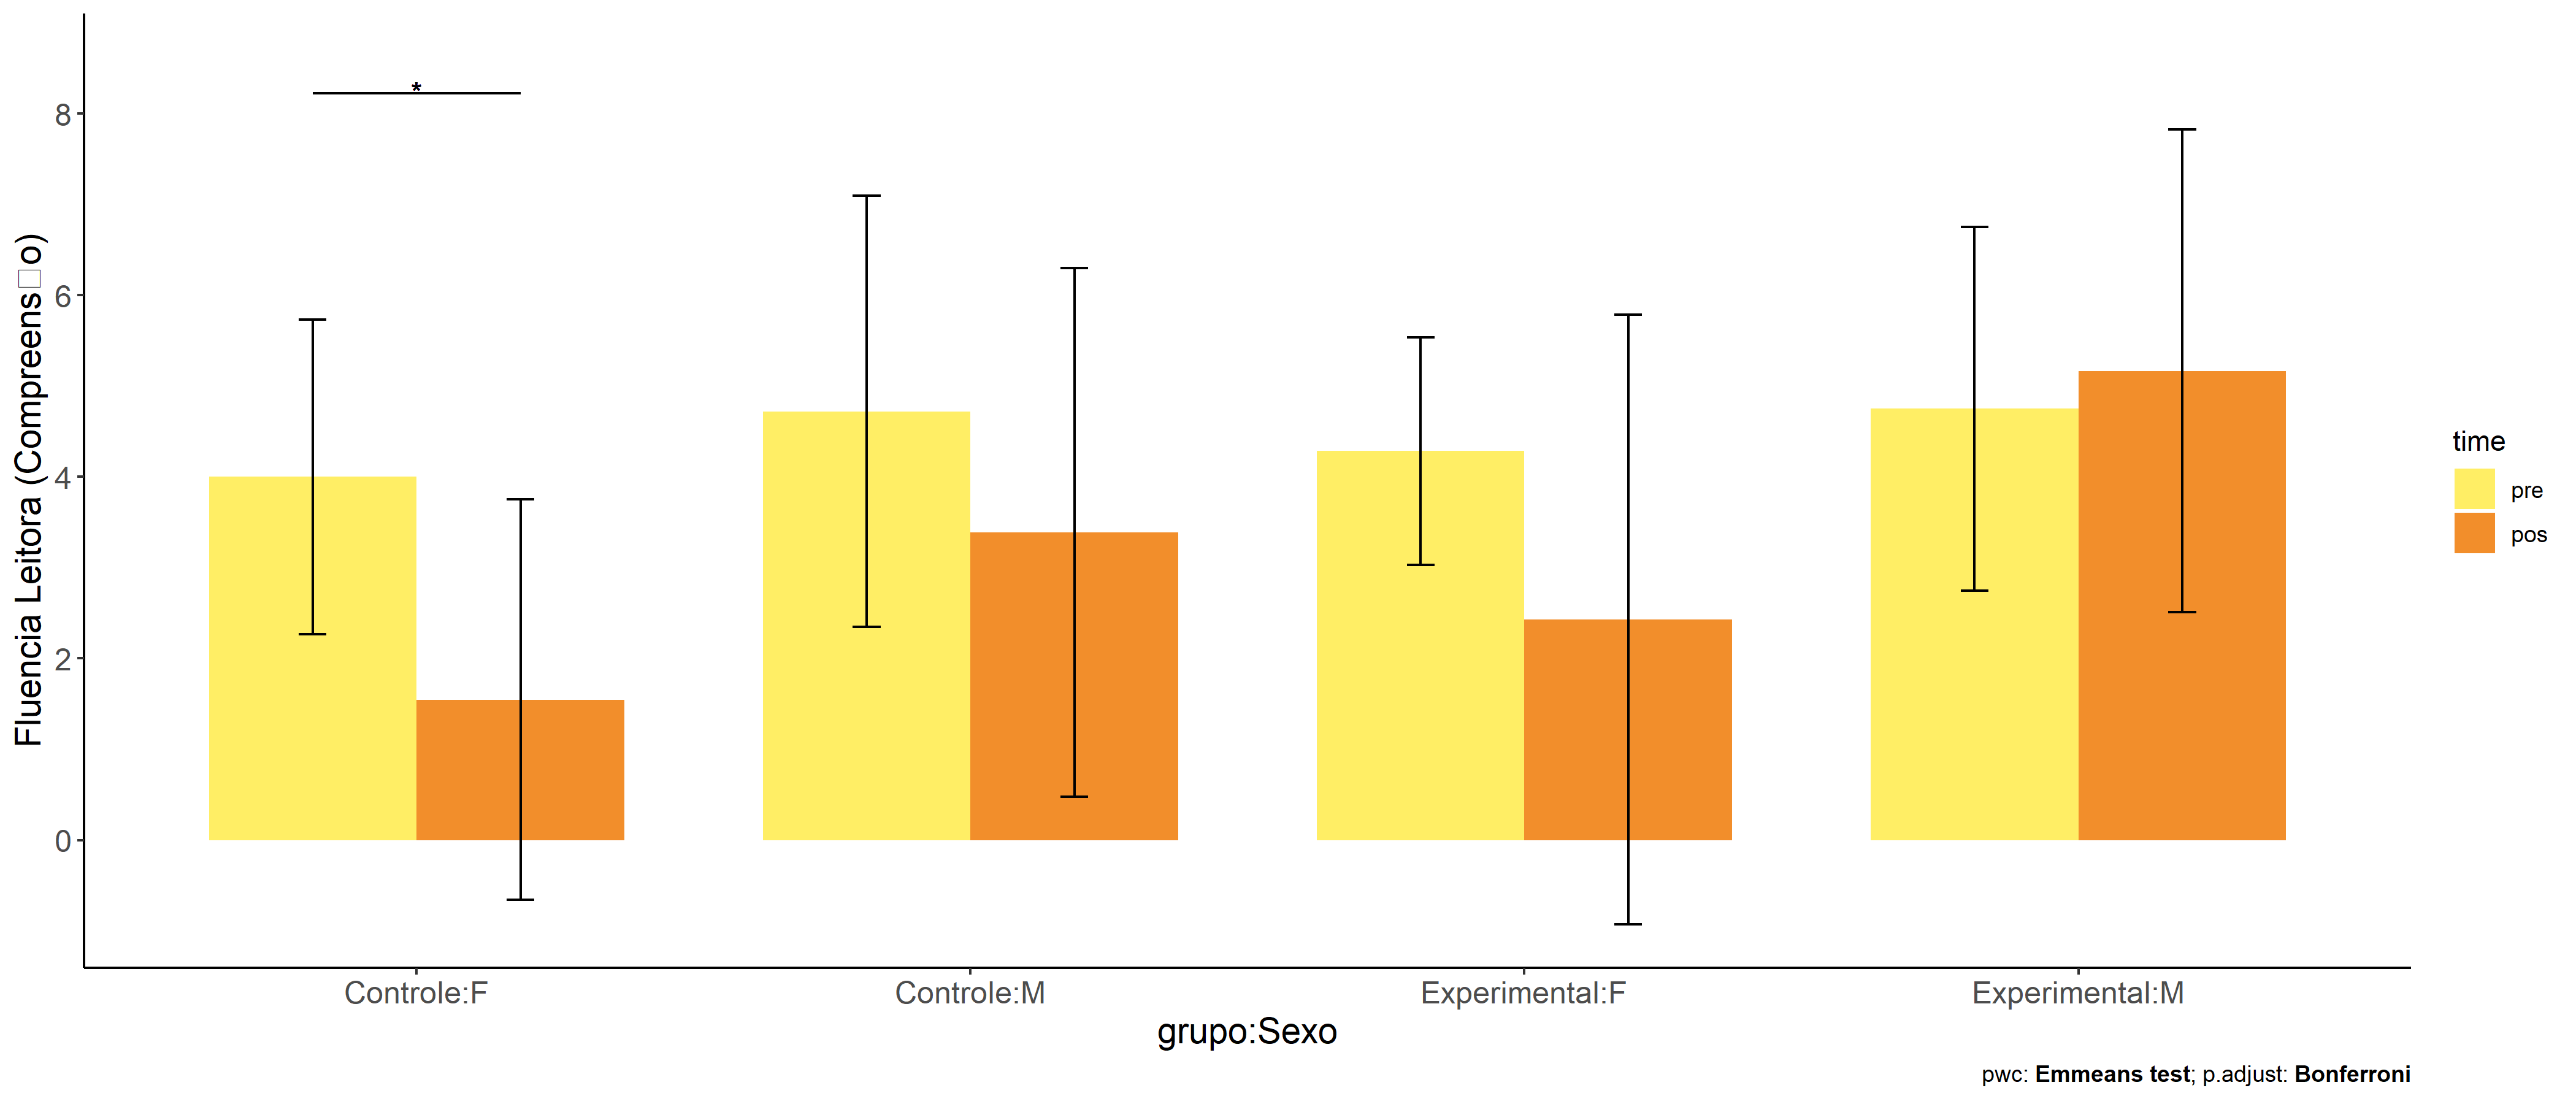 *
8
6
4
2
0
Fluencia Leitora (Compreens□o)
Controle:F
Controle:M
Experimental:F
Experimental:M
grupo:Sexo
time
pre
pos
pwc: Emmeans test; p.adjust: Bonferroni